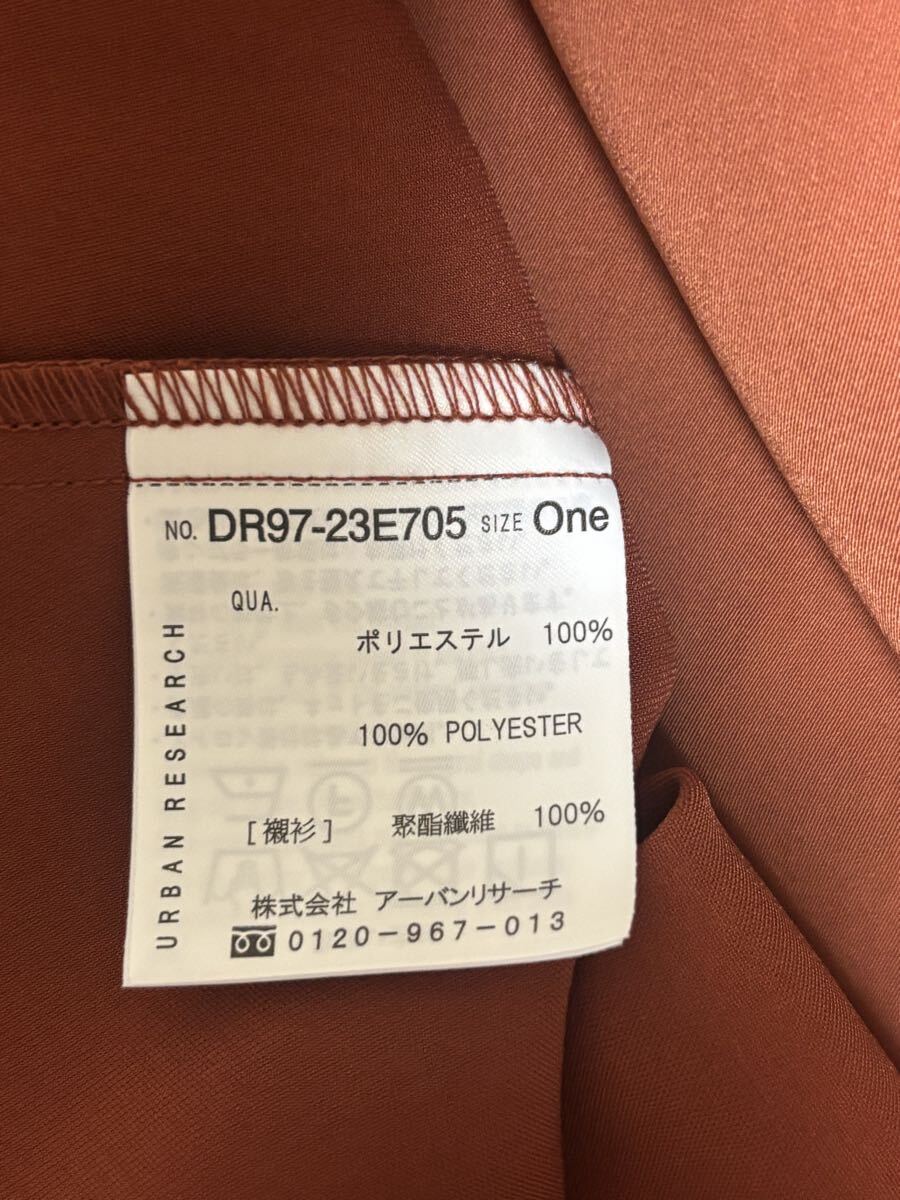 NO. DR97-23E705 SIZE One
QUA.
ポリエステル 100%
100% POLYESTER
[襯衫] 聚酯纖維 100%
株式会社 アーバンリサーチ
0120-967-013
URBAN RESEARCH